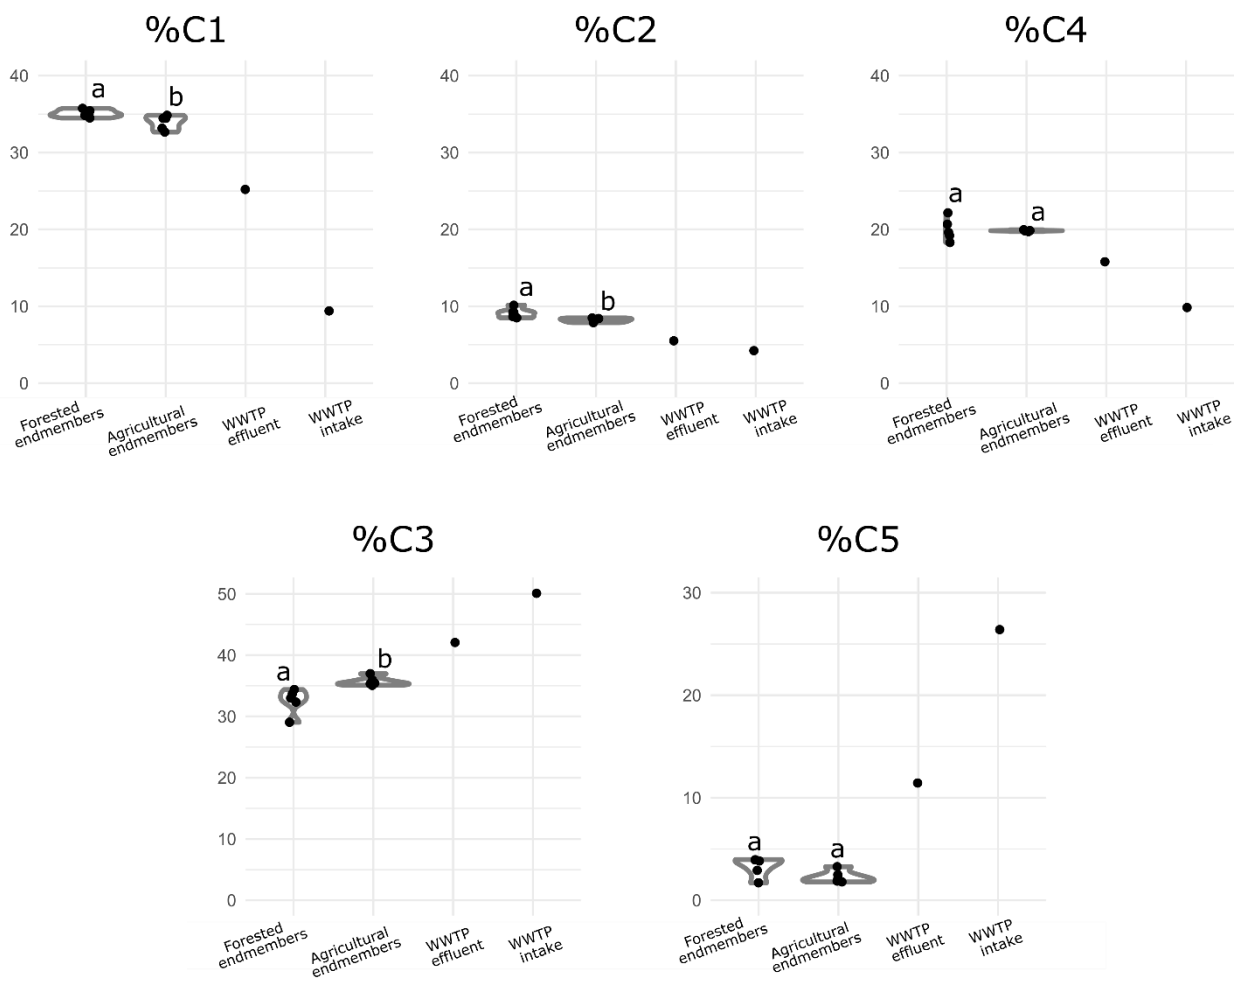 %C1
40
30
20
10
0
a
b
Forested
endmembers
Agricultural
endmembers
WWTP
effluent
WWTP
intake
%C2
40
30
20
10
0
a
b
Forested
endmembers
Agricultural
endmembers
WWTP
effluent
WWTP
intake
%C4
40
30
20
10
0
a
a
Forested
endmembers
Agricultural
endmembers
WWTP
effluent
WWTP
intake
%C3
50
40
30
20
10
0
a
b
Forested
endmembers
Agricultural
endmembers
WWTP
effluent
WWTP
intake
%C5
30
20
10
0
a
a
Forested
endmembers
Agricultural
endmembers
WWTP
effluent
WWTP
intake